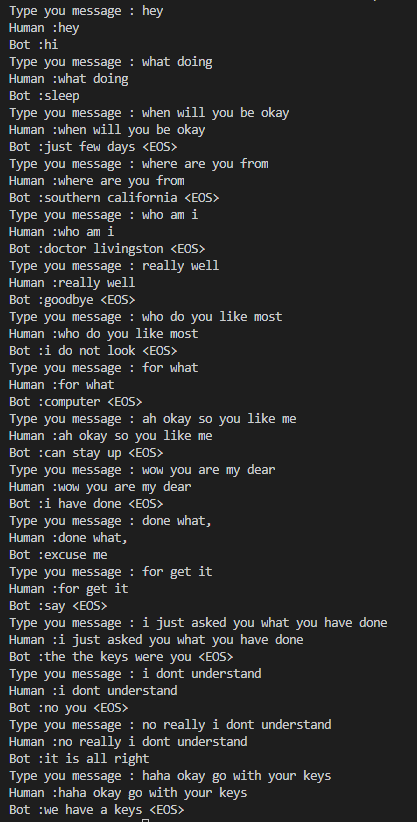 Type you message : hey
Human :hey
Bot :hi
Type you message : what doing
Human :what doing
Bot :sleep
Type you message : when will you be okay
Human :when will you be okay
Bot :just few days <EOS>
Type you message : where are you from
Human :where are you from
Bot :southern california <EOS>
Type you message : who am i
Human :who am i
Bot :doctor livingston <EOS>
Type you message : really well
Human :really well
Bot :goodbye <EOS>
Type you message : who do you like most
Human :who do you like most
Bot :i do not look <EOS>
Type you message : for what
Human :for what
Bot :computer <EOS>
Type you message : ah okay so you like me
Human :ah okay so you like me
Bot :can stay up <EOS>
Type you message : wow you are my dear
Human :wow you are my dear
Bot :i have done <EOS>
Type you message : done what,
Human :done what,
Bot :excuse me
Type you message : for get it
Human :for get it
Bot :say <EOS>
Type you message : i just asked you what you have done
Human :i just asked you what you have done
Bot :the the keys were you <EOS>
Type you message : i dont understand
Human :i dont understand
Bot :no you <EOS>
Type you message : no really i dont understand
Human :no really i dont understand
Bot :it is all right
Type you message : haha okay go with your keys
Human :haha okay go with your keys
Bot :we have a keys <EOS>